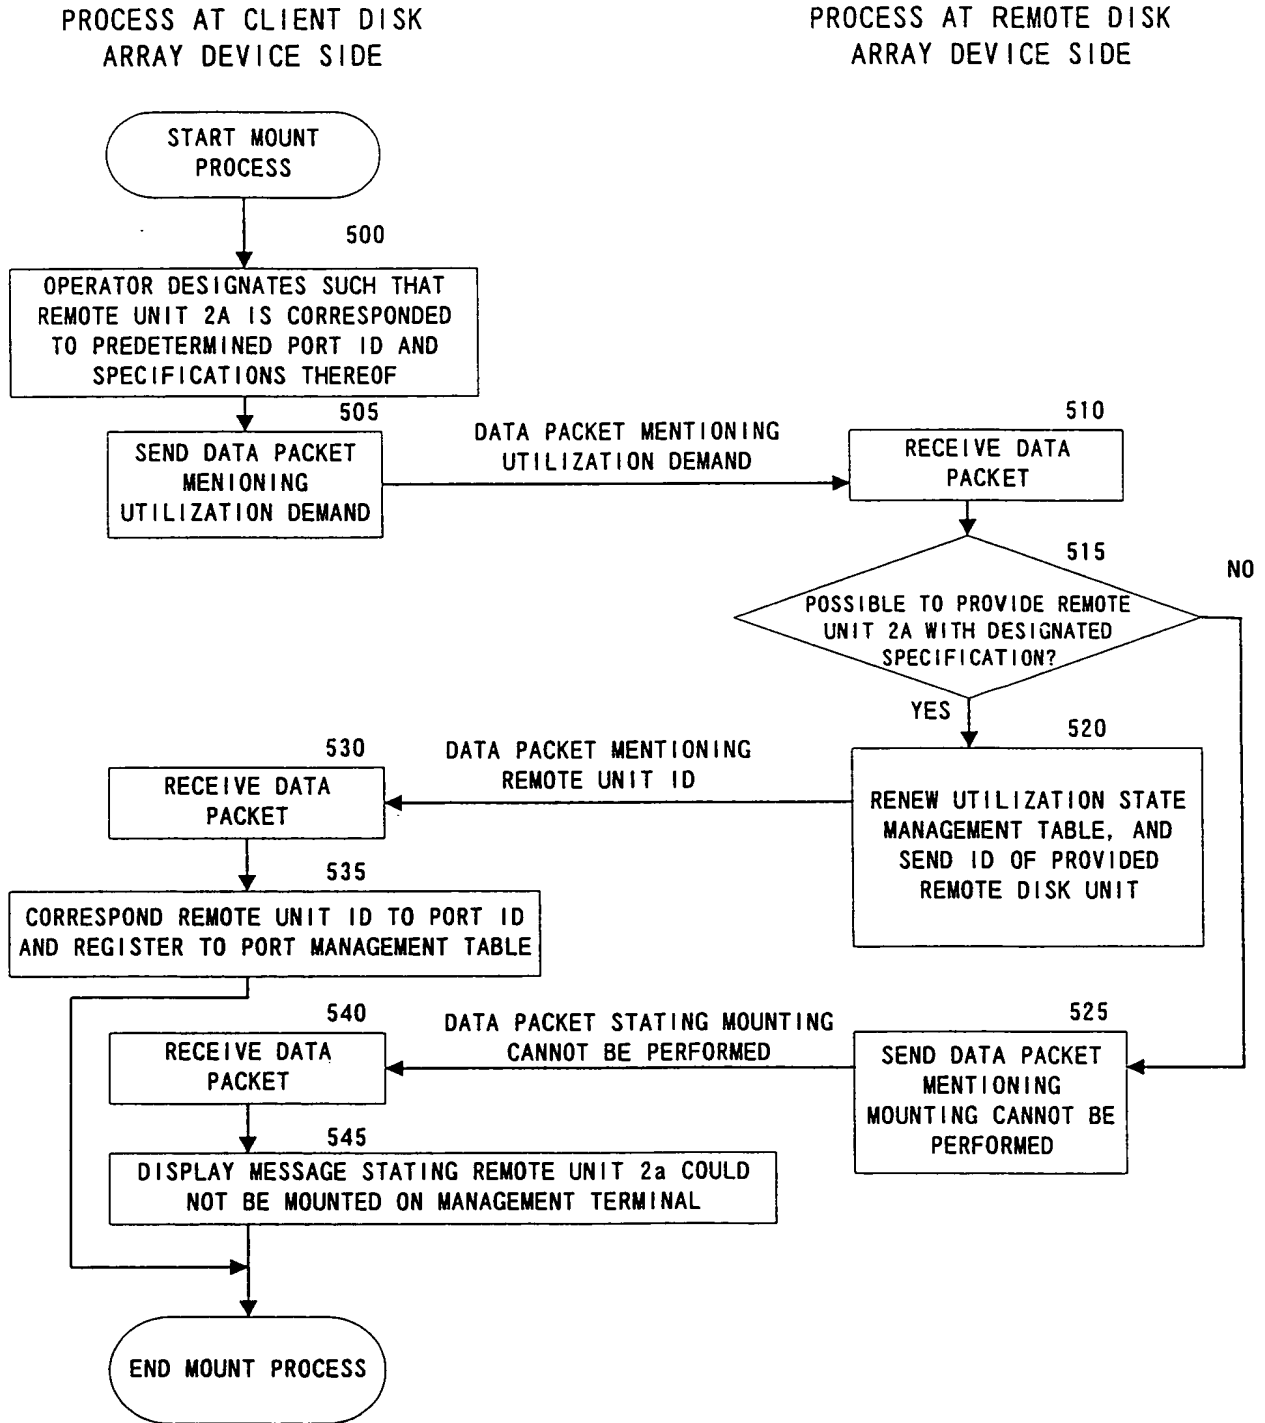 PROCESS AT CLIENT DISK
ARRAY DEVICE SIDE
PROCESS AT REMOTE DISK
ARRAY DEVICE SIDE
START MOUNT
PROCESS
500
OPERATOR DESIGNATES SUCH THAT
REMOTE UNIT 2A IS CORRESPONDED
TO PREDETERMINED PORT ID AND
SPECIFICATIONS THEREOF
505
SEND DATA PACKET
MENIONING
UTILIZATION DEMAND
DATA PACKET MENTIONING
UTILIZATION DEMAND
510
RECEIVE DATA
PACKET
515
NO
POSSIBLE TO PROVIDE REMOTE
UNIT 2A WITH DESIGNATED
SPECIFICATION?
YES
520
RENEW UTILIZATION STATE
MANAGEMENT TABLE, AND
SEND ID OF PROVIDED
REMOTE DISK UNIT
DATA PACKET MENTIONING
REMOTE UNIT ID
530
RECEIVE DATA
PACKET
535
CORRESPOND REMOTE UNIT ID TO PORT ID
AND REGISTER TO PORT MANAGEMENT TABLE
525
SEND DATA PACKET
MENTIONING
MOUNTING CANNOT BE
PERFORMED
DATA PACKET STATING MOUNTING
CANNOT BE PERFORMED
540
RECEIVE DATA
PACKET
545
DISPLAY MESSAGE STATING REMOTE UNIT 2a COULD
NOT BE MOUNTED ON MANAGEMENT TERMINAL
END MOUNT PROCESS